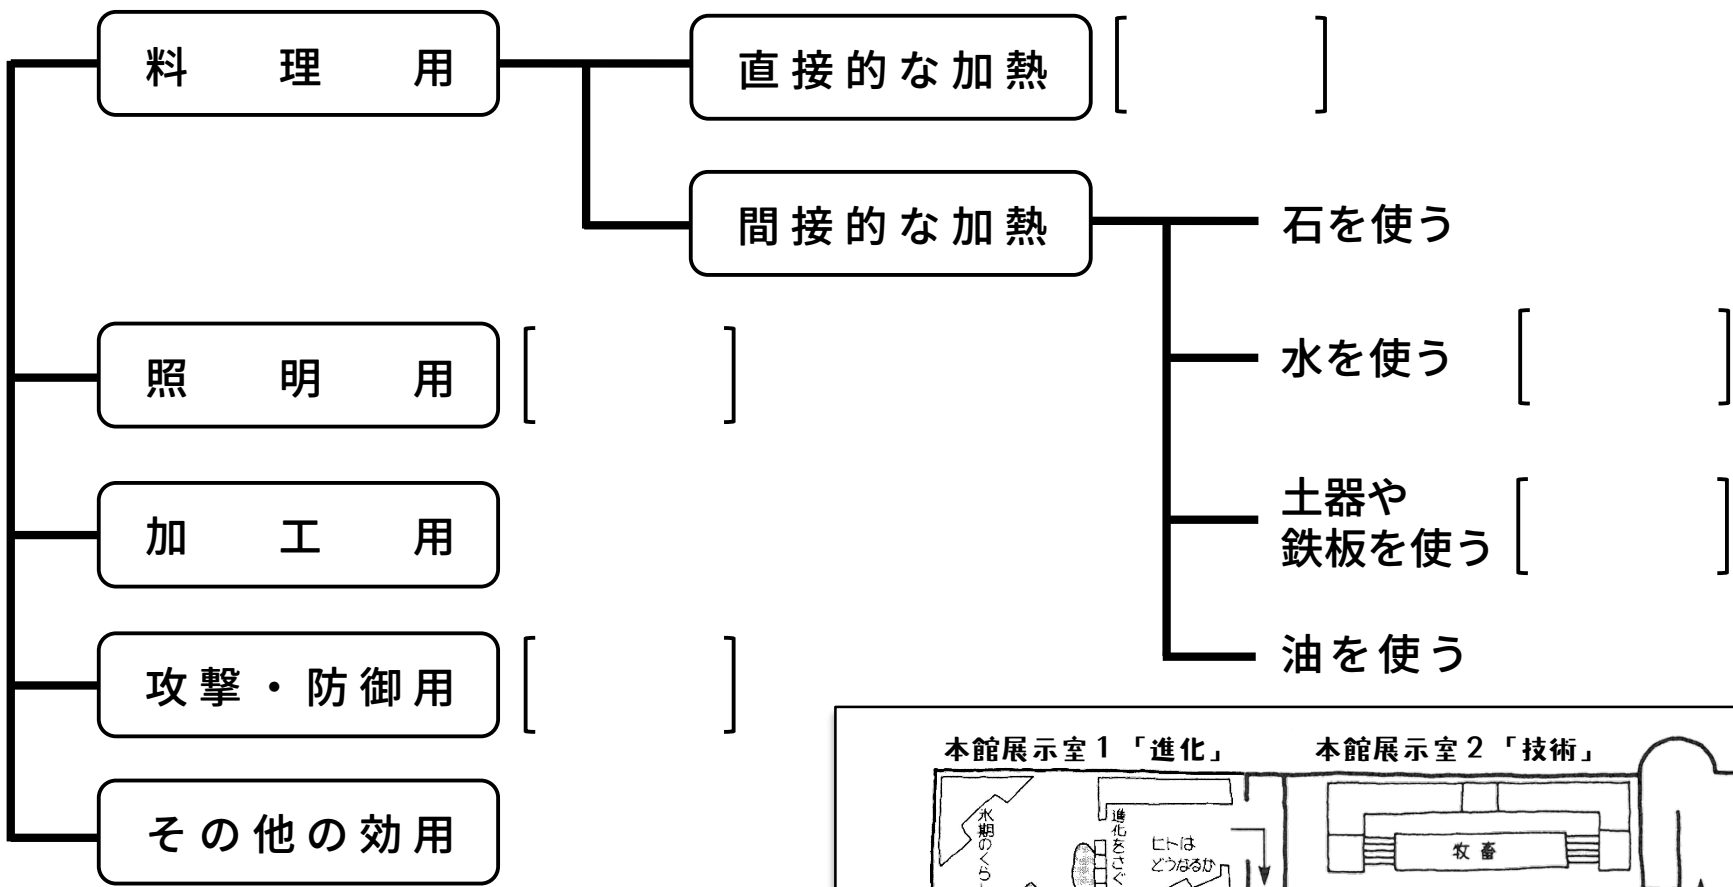 料理用
直接的な加熱
間接的な加熱
石を使う
水を使う
土器や
鉄板を使う
油を使う
照明用
加工用
攻撃・防御用
その他の効用
本館展示室1「進化」
本館展示室2「技術」
氷期のくら
進化をさぐ
ヒトは
どうなるか
牧畜